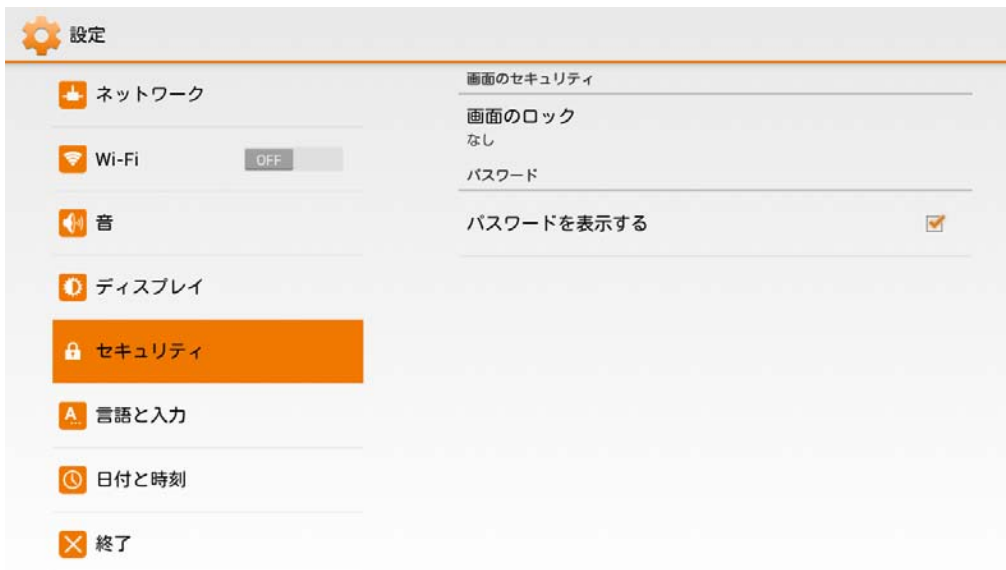 設定
ネットワーク
Wi-Fi OFF
音
ディスプレイ
セキュリティ
言語と入力
日付と時刻
終了
画面のセキュリティ
画面のロック
なし
パスワード
パスワードを表示する